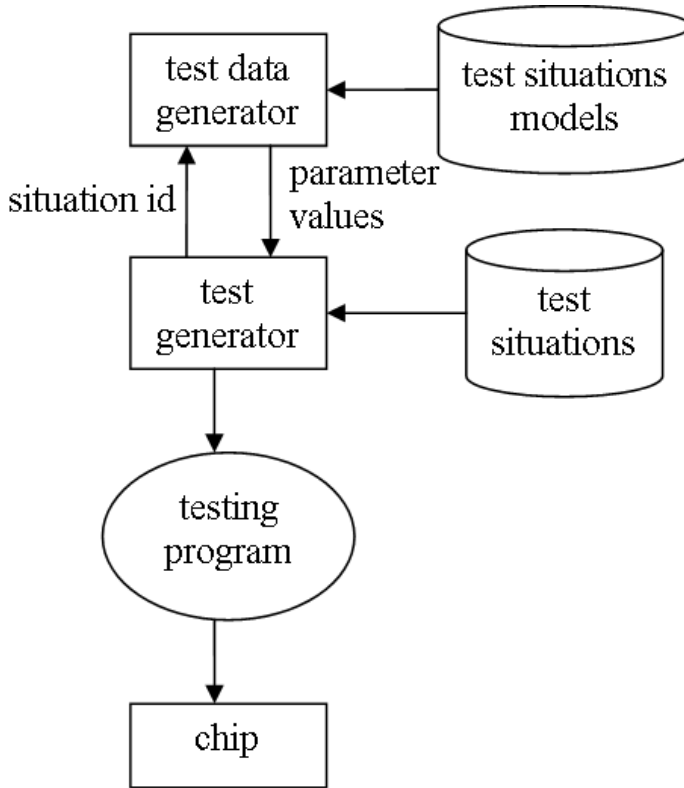 test data
generator
test situations
models
situation id
parameter
values
test
generator
test
situations
testing
program
chip